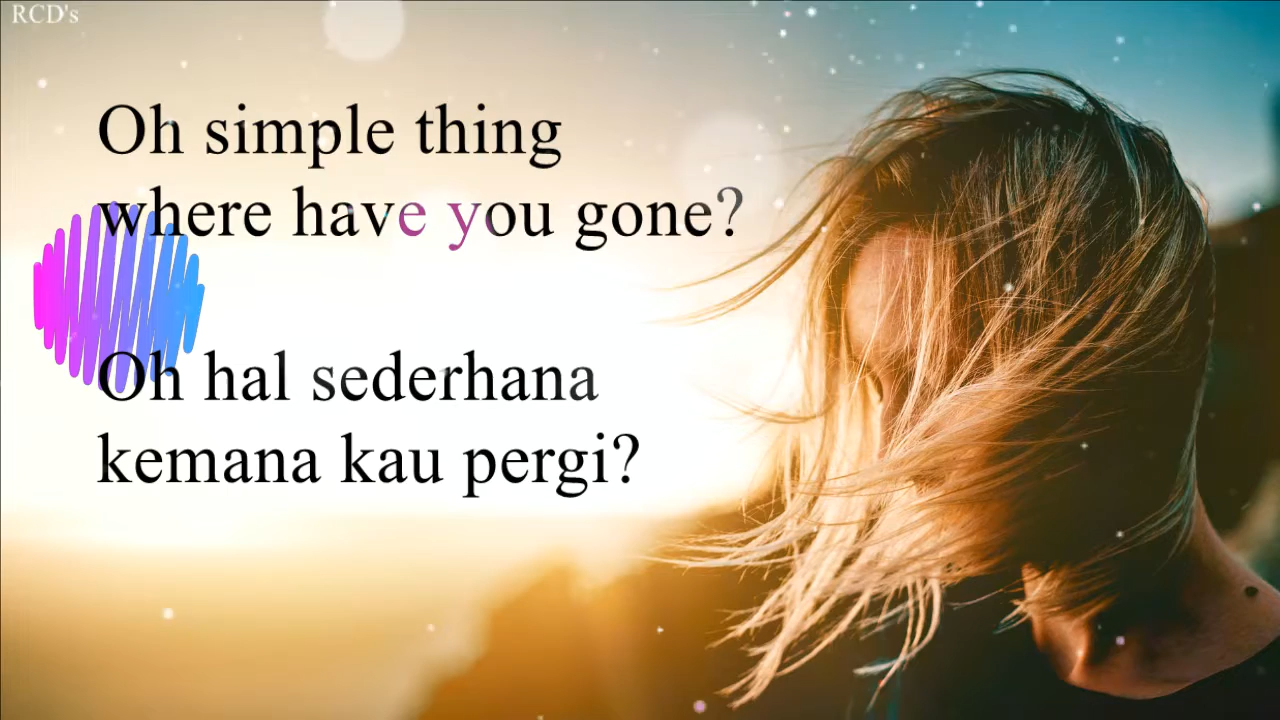 RCD's
Oh simple thing
where have you gone?
Oh hal sederhana
kemana kau pergi?